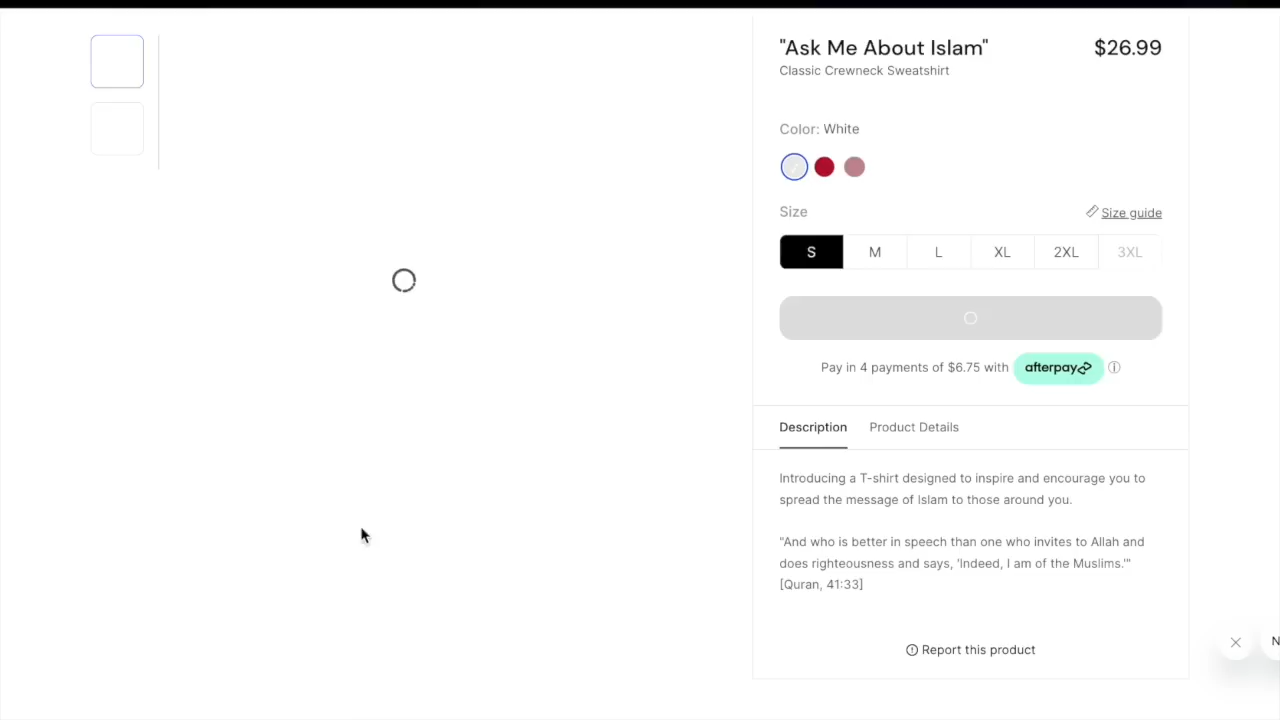 "Ask Me About Islam"
$26.99
Classic Crewneck Sweatshirt
Color: White
Size
Size guide
S M L XL 2XL 3XL
Pay in 4 payments of $6.75 with afterpay
Description Product Details
Introducing a T-shirt designed to inspire and encourage you to
spread the message of Islam to those around you.
"And who is better in speech than one who invites to Allah and
does righteousness and says, 'Indeed, I am of the Muslims.'"
[Quran, 41:33]
Report this product
N